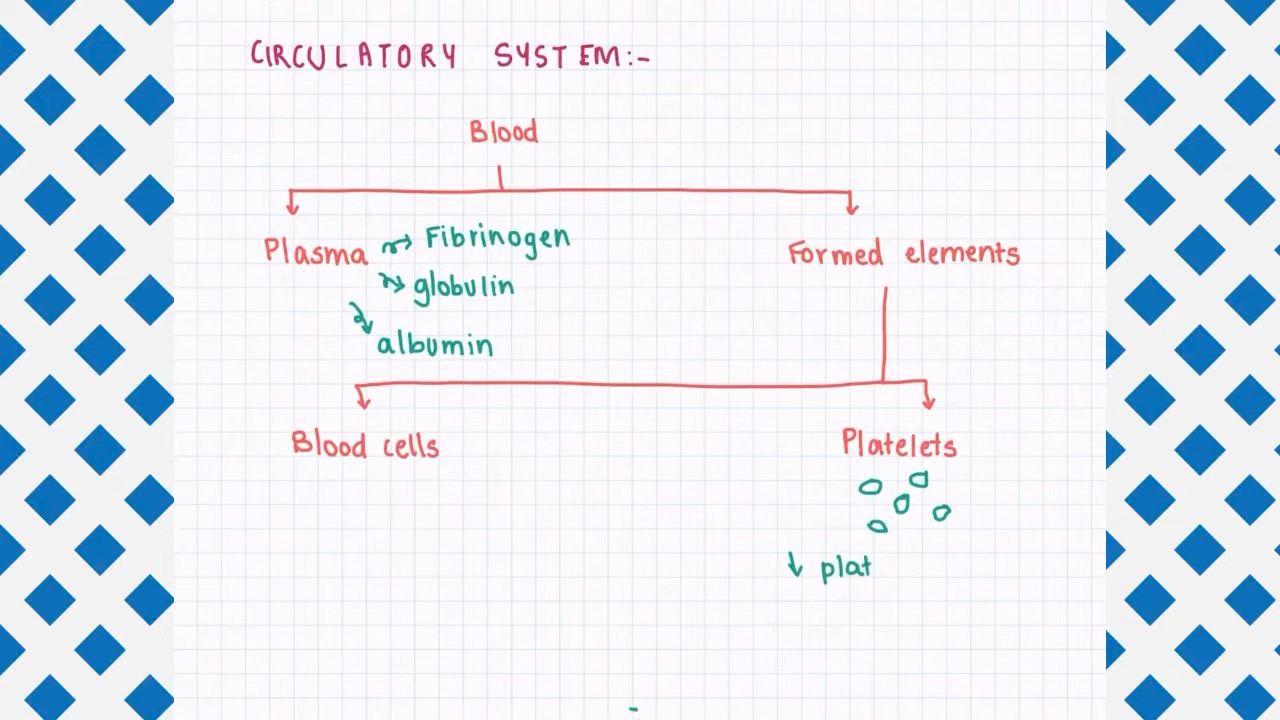 CIRCULATORY SYSTEM:-
Blood
Plasma
Fibrinogen
globulin
albumin
Formed elements
Blood cells
Platelets
↓ plat